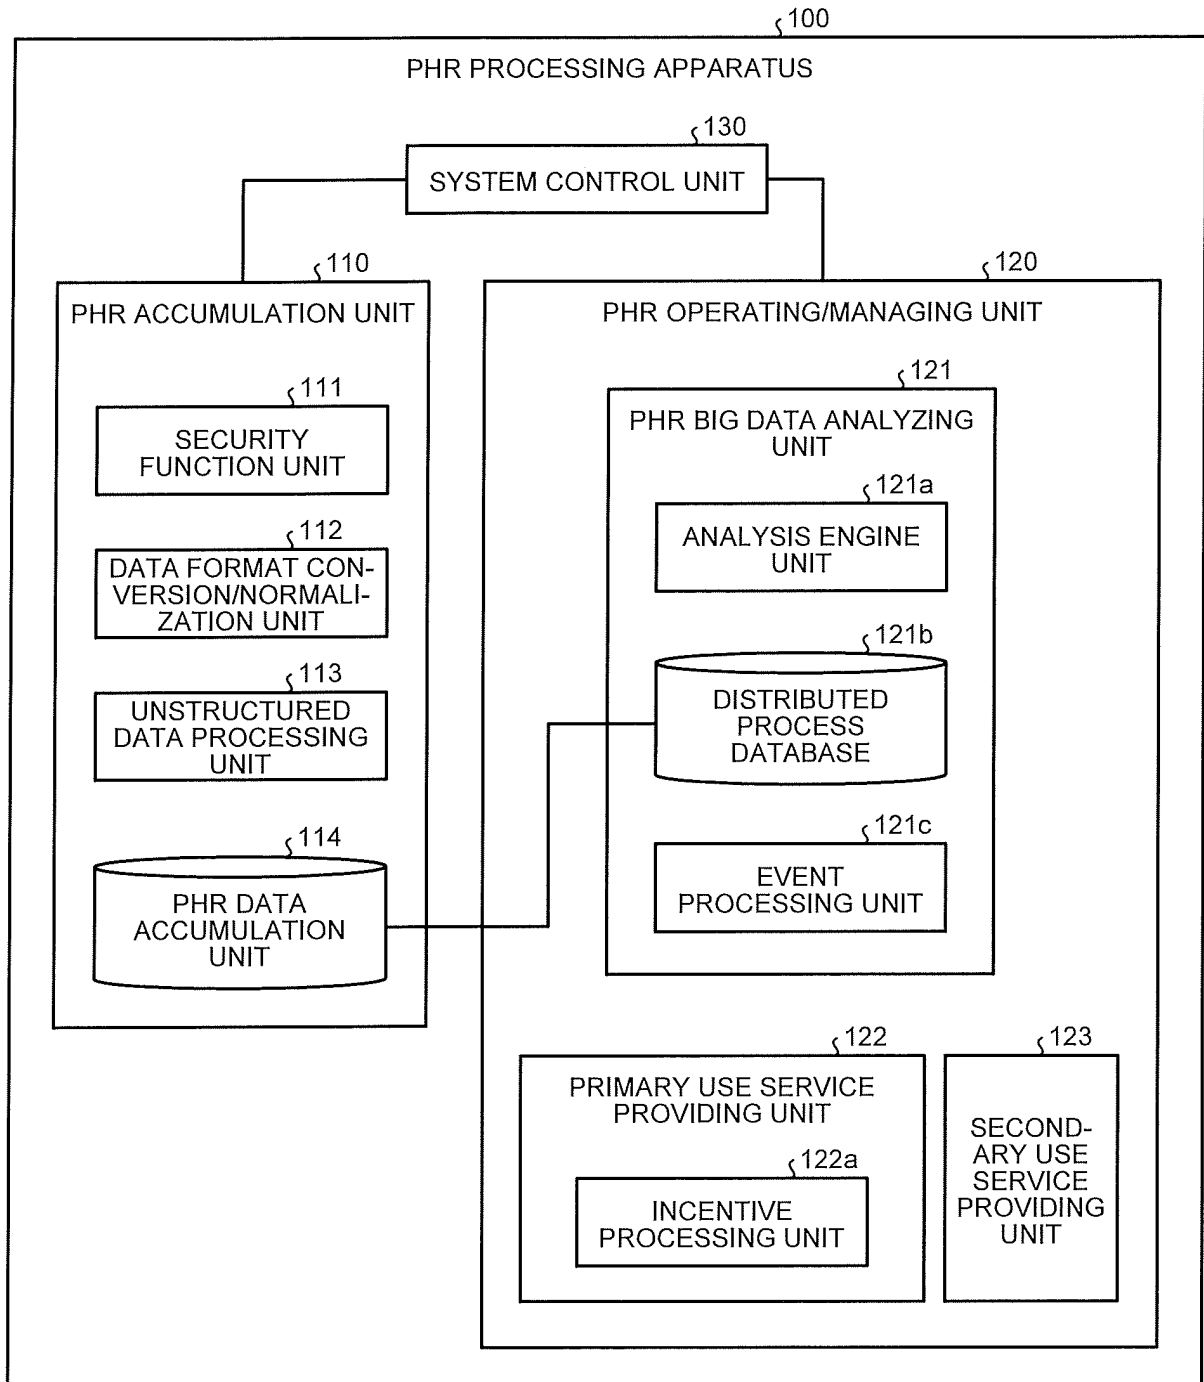 100
PHR PROCESSING APPARATUS
130
SYSTEM CONTROL UNIT
110
PHR ACCUMULATION UNIT
111
SECURITY
FUNCTION UNIT
112
DATA FORMAT CON-
VERSION/NORMALI-
ZATION UNIT
113
UNSTRUCTURED
DATA PROCESSING
UNIT
114
PHR DATA
ACCUMULATION
UNIT
120
PHR OPERATING/MANAGING UNIT
121
PHR BIG DATA ANALYZING
UNIT
121a
ANALYSIS ENGINE
UNIT
121b
DISTRIBUTED
PROCESS
DATABASE
121c
EVENT
PROCESSING UNIT
122
PRIMARY USE SERVICE
PROVIDING UNIT
122a
INCENTIVE
PROCESSING UNIT
123
SECOND-
ARY USE
SERVICE
PROVIDING
UNIT